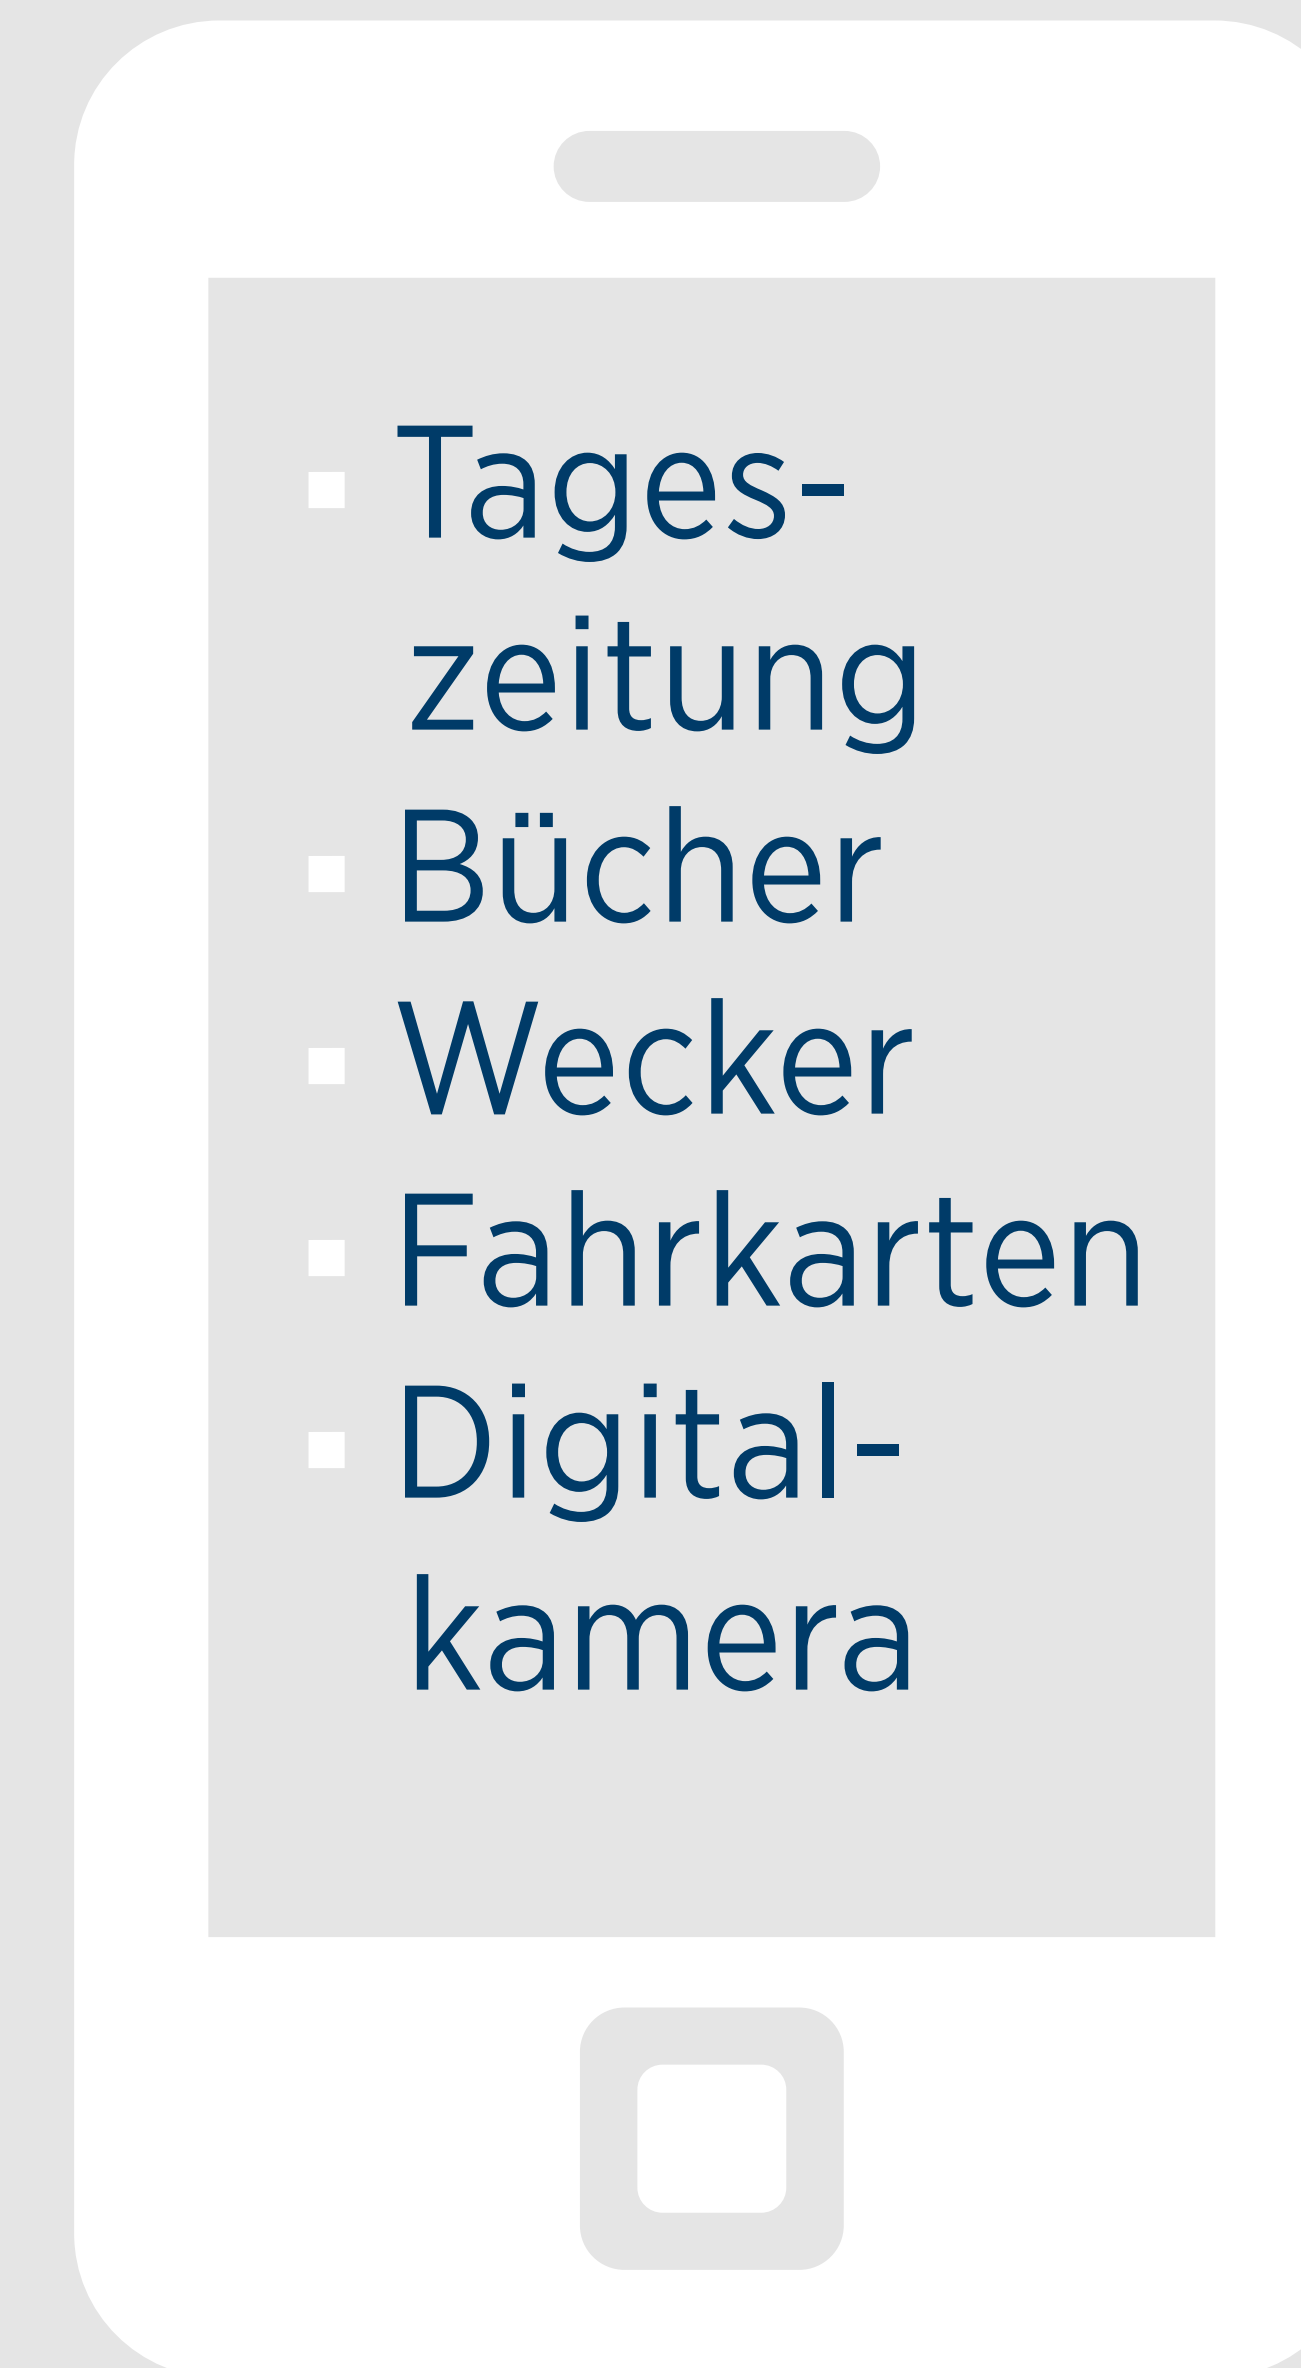 Tages-
zeitung
Bücher
Wecker
Fahrkarten
Digital-
kamera